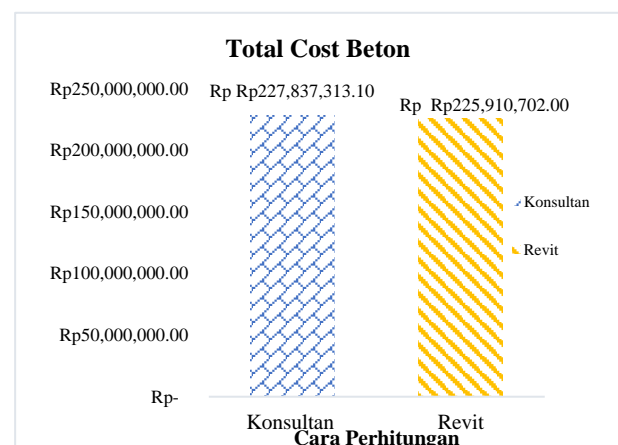 Total Cost Beton
Rp250,000,000.00
Rp Rp227,837,313.10
Rp Rp225,910,702.00
Rp200,000,000.00
Rp150,000,000.00
Rp100,000,000.00
Rp50,000,000.00
Rp-
Konsultan
Revit
Konsultan
Revit
Cara Perhitungan